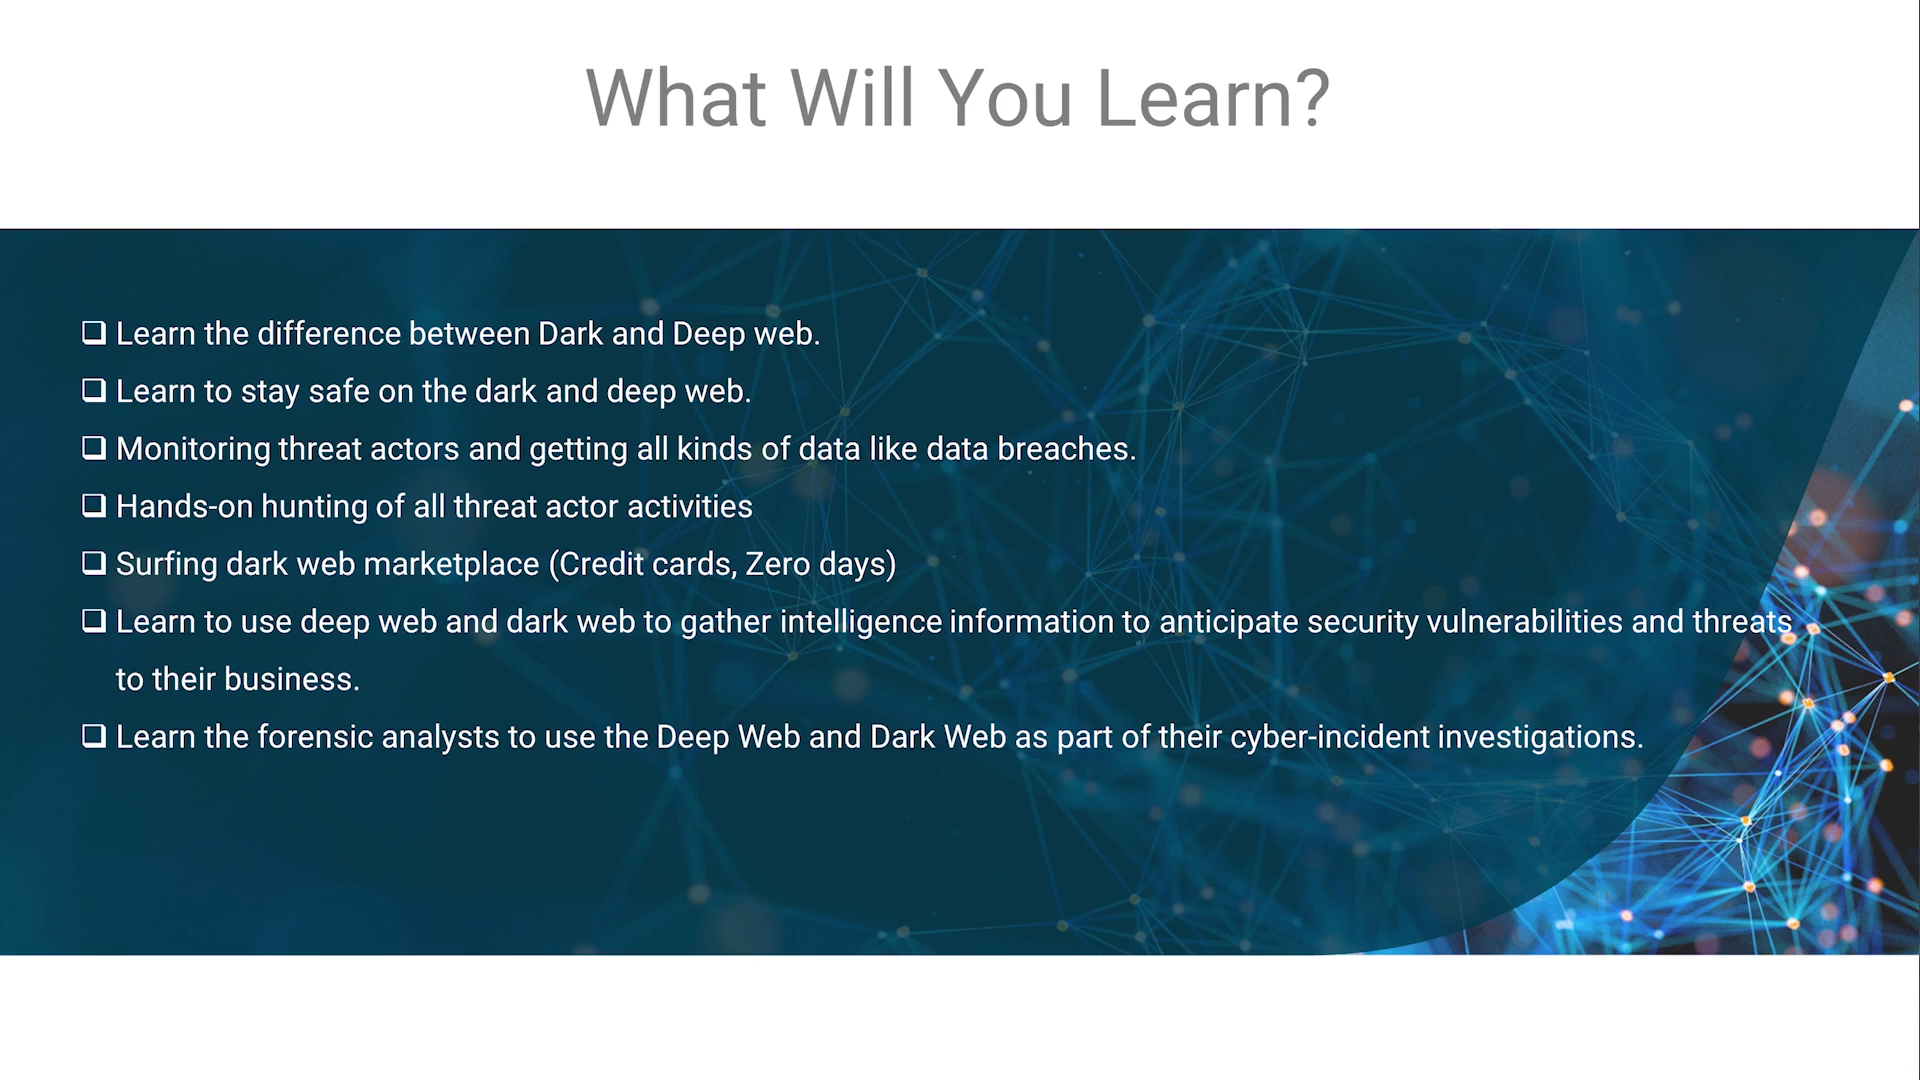 What Will You Learn?
❑ Learn the difference between Dark and Deep web.
❑ Learn to stay safe on the dark and deep web.
❑ Monitoring threat actors and getting all kinds of data like data breaches.
❑ Hands-on hunting of all threat actor activities
❑ Surfing dark web marketplace (Credit cards, Zero days)
❑ Learn to use deep web and dark web to gather intelligence information to anticipate security vulnerabilities and threats
to their business.
❑ Learn the forensic analysts to use the Deep Web and Dark Web as part of their cyber-incident investigations.